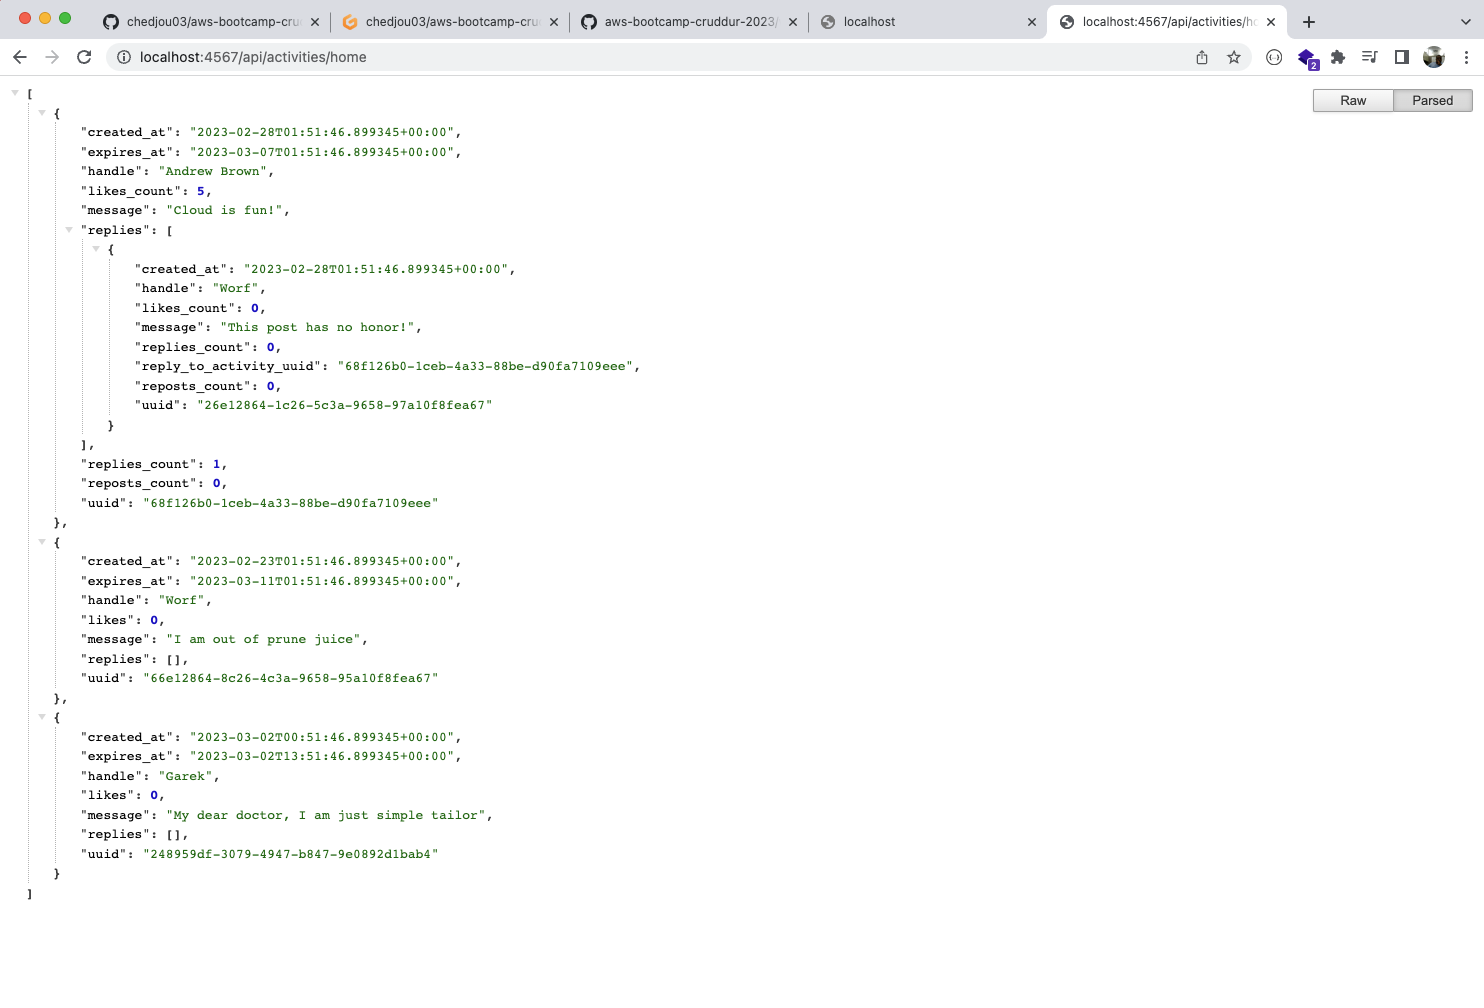 chedjou03/aws-bootcamp-cru
chedjou03/aws-bootcamp-cru
aws-bootcamp-cruddur-2023/
localhost
localhost:4567/api/activities/ho
localhost:4567/api/activities/home
2
Raw
Parsed
[
{
"created_at": "2023-02-28T01:51:46.899345+00:00",
"expires_at": "2023-03-07T01:51:46.899345+00:00",
"handle": "Andrew Brown",
"likes_count": 5,
"message": "Cloud is fun!",
"replies": [
{
"created_at": "2023-02-28T01:51:46.899345+00:00",
"handle": "Worf",
"likes_count": 0,
"message": "This post has no honor!",
"replies_count": 0,
"reply_to_activity_uuid": "68f126b0-1ceb-4a33-88be-d90fa7109eee",
"reposts_count": 0,
"uuid": "26e12864-1c26-5c3a-9658-97a10f8fea67"
}
],
"replies_count": 1,
"reposts_count": 0,
"uuid": "68f126b0-1ceb-4a33-88be-d90fa7109eee"
},
{
"created_at": "2023-02-23T01:51:46.899345+00:00",
"expires_at": "2023-03-11T01:51:46.899345+00:00",
"handle": "Worf",
"likes": 0,
"message": "I am out of prune juice",
"replies": [],
"uuid": "66e12864-8c26-4c3a-9658-95a10f8fea67"
},
{
"created_at": "2023-03-02T00:51:46.899345+00:00",
"expires_at": "2023-03-02T13:51:46.899345+00:00",
"handle": "Garek",
"likes": 0,
"message": "My dear doctor, I am just simple tailor",
"replies": [],
"uuid": "248959df-3079-4947-b847-9e0892d1bab4"
}
]